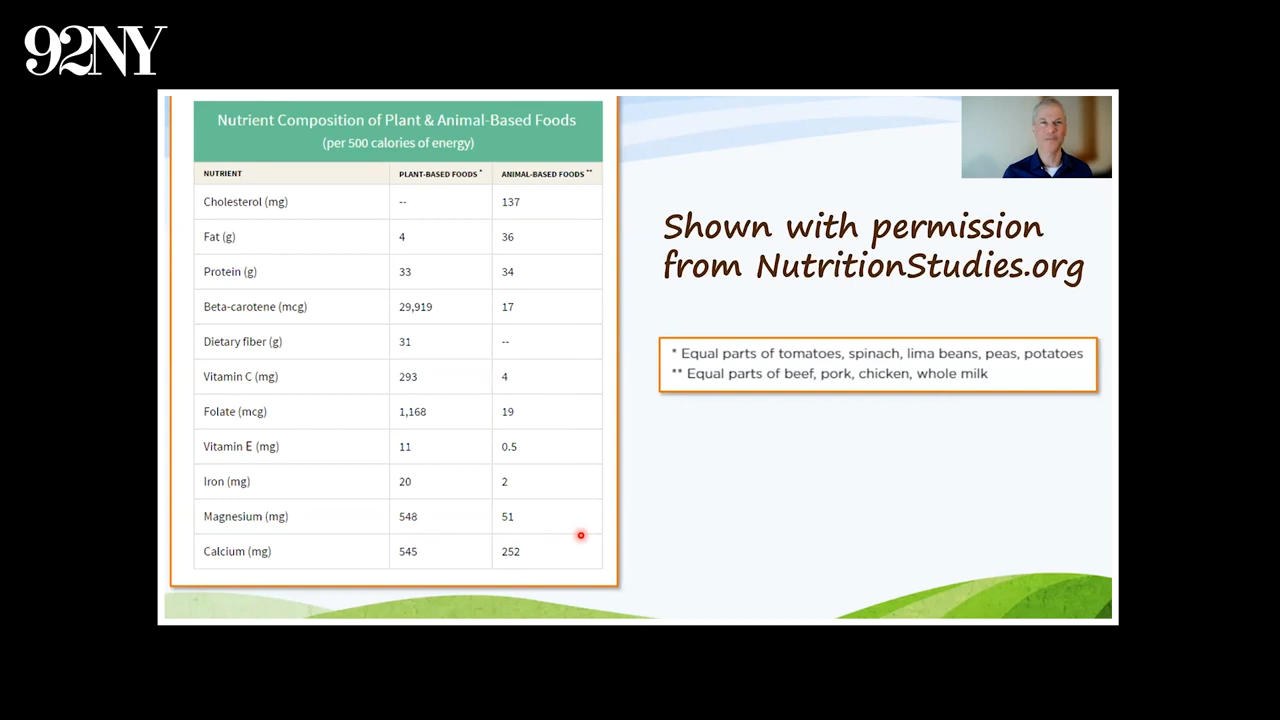 92NY
Nutrient Composition of Plant & Animal-Based Foods
(per 500 calories of energy)
NUTRIENT PLANT-BASED FOODS * ANIMAL-BASED FOODS **
Cholesterol (mg) -- 137
Fat (g) 4 36
Protein (g) 33 34
Beta-carotene (mcg) 29,919 17
Dietary fiber (g) 31 --
Vitamin C (mg) 293 4
Folate (mcg) 1,168 19
Vitamin E (mg) 11 0.5
Iron (mg) 20 2
Magnesium (mg) 548 51
Calcium (mg) 545 252
Shown with permission
from NutritionStudies.org
* Equal parts of tomatoes, spinach, lima beans, peas, potatoes
** Equal parts of beef, pork, chicken, whole milk